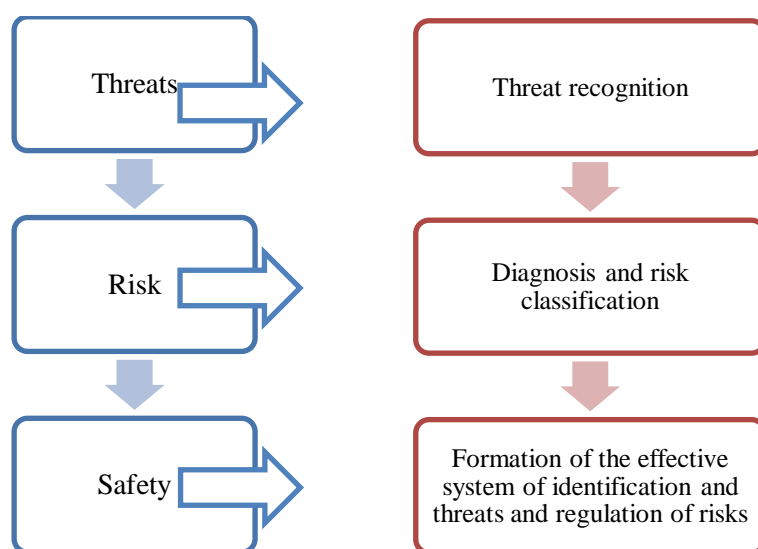 Threats
Threat recognition
Risk
Diagnosis and risk
classification
Safety
Formation of the effective
system of identification and
threats and regulation of risks